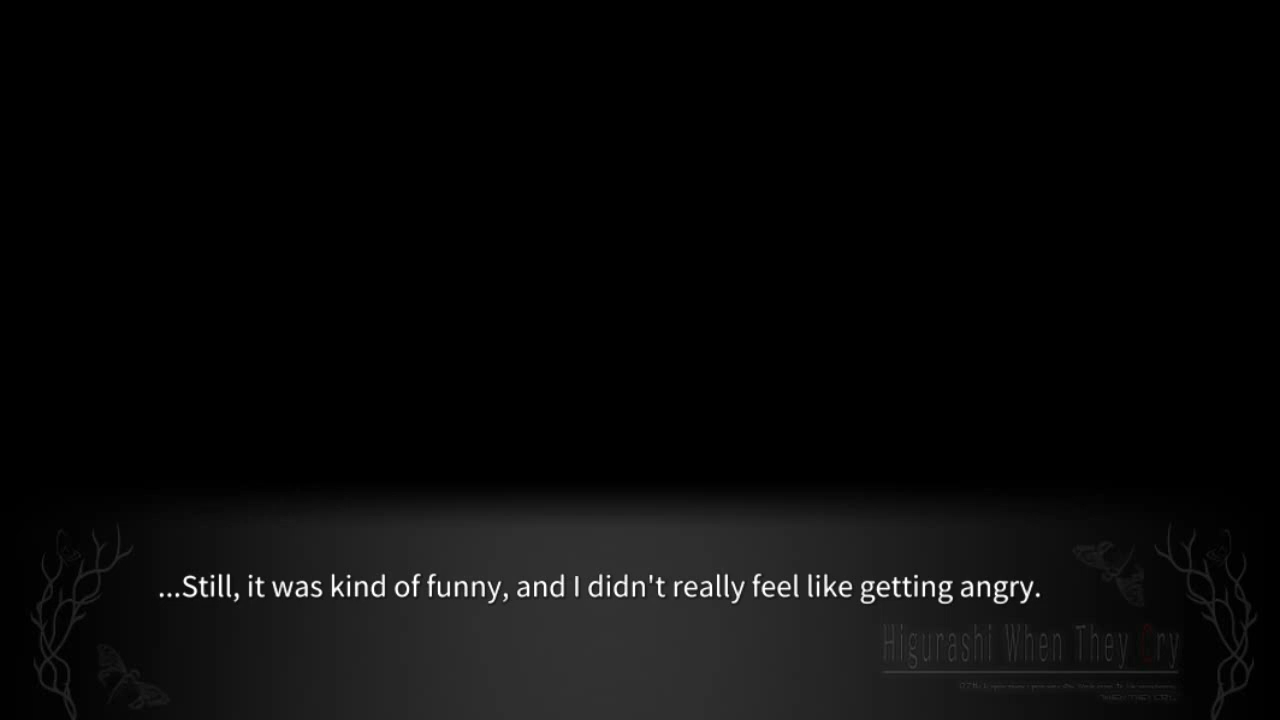 ...Still, it was kind of funny, and I didn't really feel like getting angry.
Higurashi When They Cry